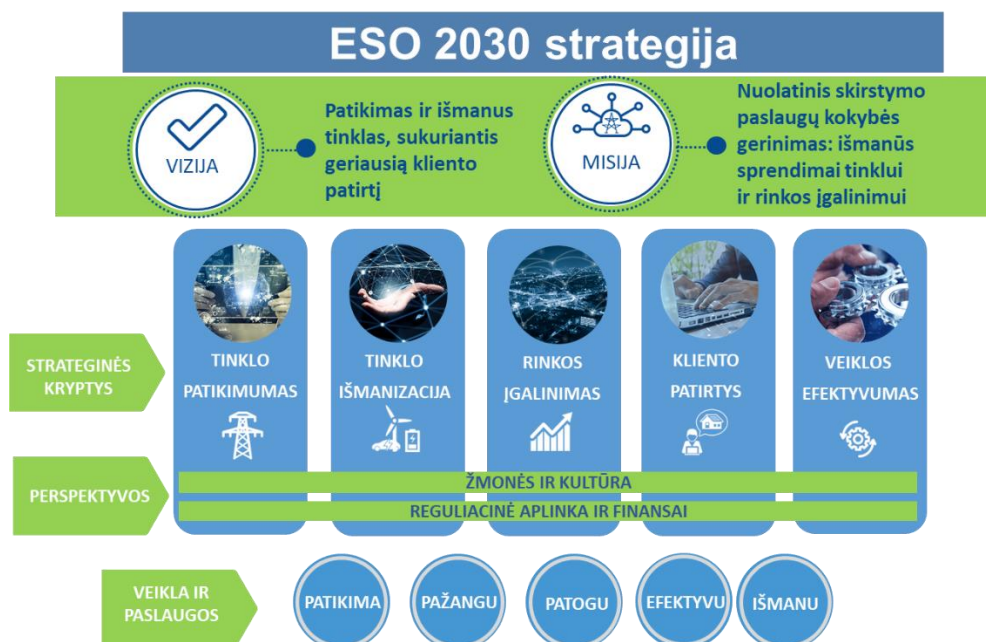 ESO 2030 strategija
VIZIJA
Patikimas ir išmanus
tinklas, sukuriantis
geriausią kliento
patirtį
MISIJA
Nuolatinis skirstymo
paslaugų kokybės
gerinimas: išmanūs
sprendimai tinklui
ir rinkos įgalinimui
STRATEGINĖS
KRYPTYS
TINKLO
PATIKIMUMAS
TINKLO
IŠMANIZACIJA
RINKOS
ĮGALINIMAS
KLIENTO
PATIRTYS
VEIKLOS
EFEKTYVUMAS
PERSPEKTYVOS
ŽMONĖS IR KULTŪRA
REGULIACINĖ APLINKA IR FINANSAI
VEIKLA IR
PASLAUGOS
PATIKIMA
PAŽANGU
PATOGU
EFEKTYVU
IŠMANU